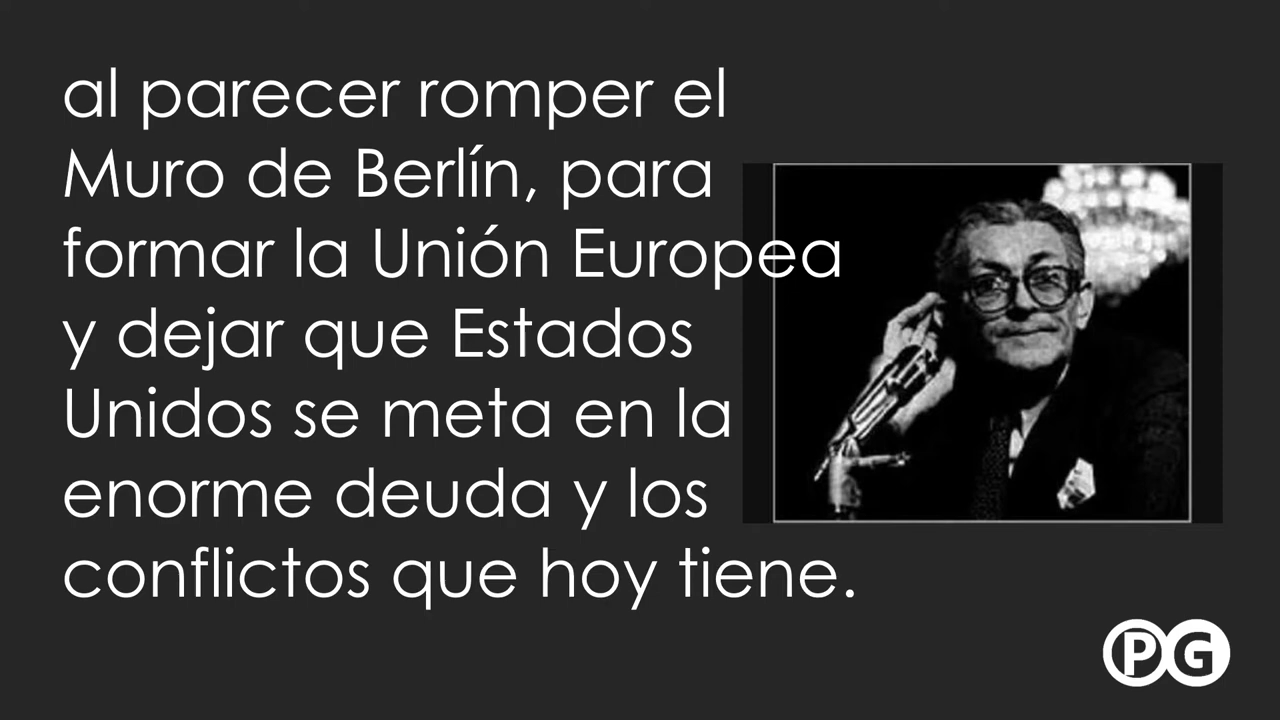 al parecer romper el
Muro de Berlín, para
formar la Unión Europea
y dejar que Estados
Unidos se meta en la
enorme deuda y los
conflictos que hoy tiene.
PG